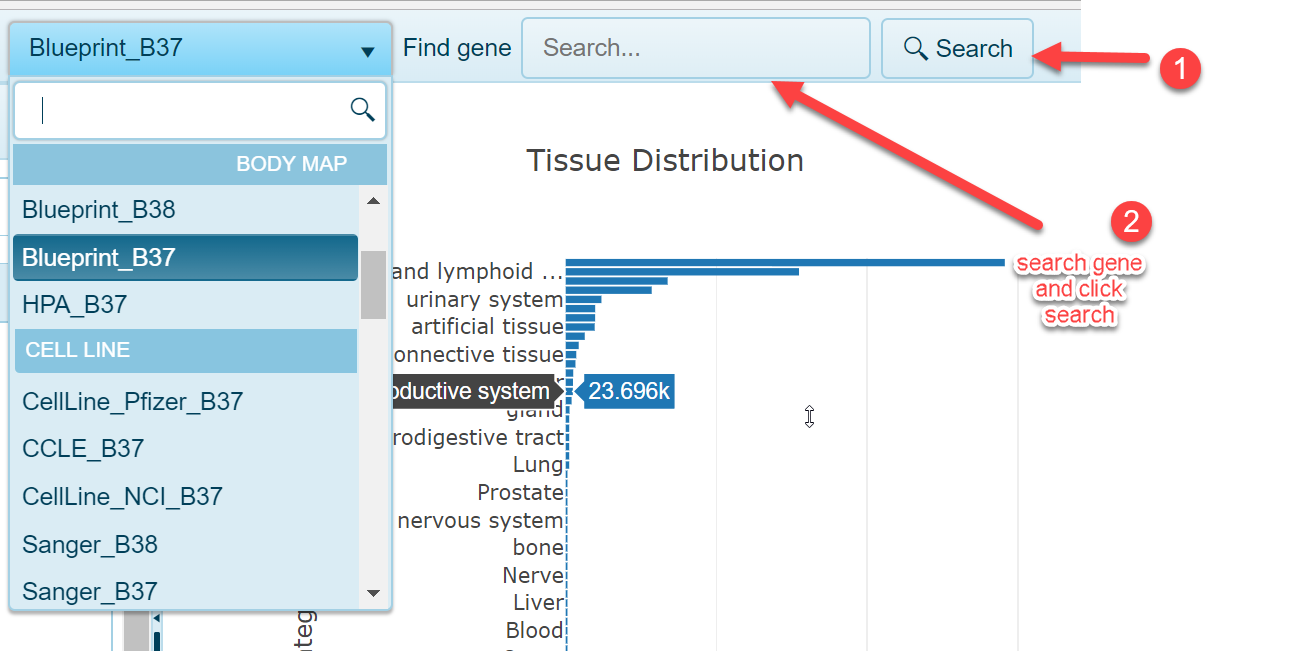 Blueprint_B37
Find gene
Search...
Search
1
BODY MAP
Blueprint_B38
Blueprint_B37
HPA_B37
CELL LINE
CellLine_Pfizer_B37
CCLE_B37
CellLine_NCI_B37
Sanger_B38
Sanger_B37
Tissue Distribution
2
search gene
and click
search
and lymphoid ...
urinary system
artificial tissue
onnective tissue
oductive system
23.696k
gland
rodigestive tract
Lung
Prostate
nervous system
bone
Nerve
Liver
Blood